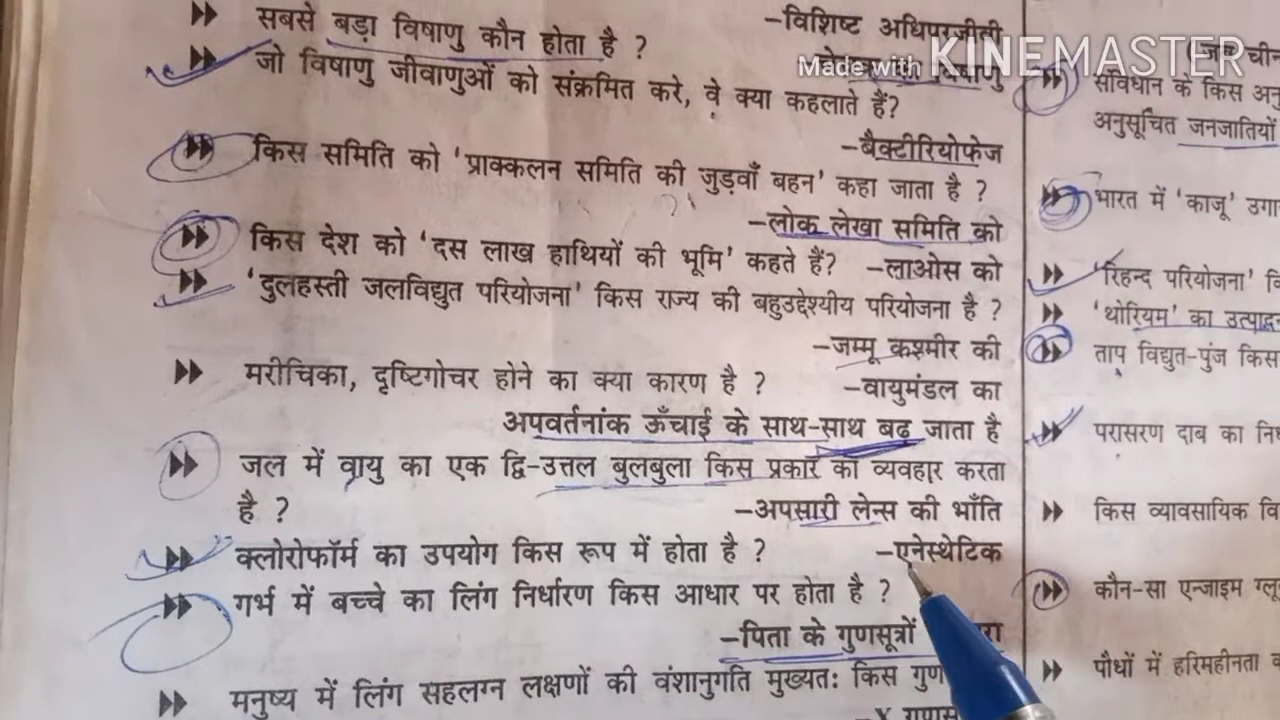 -विशिष्ट अधिपरजीवी
▶▶ सबसे बड़ा विषाणु कौन होता है ?
Made with KINEMASTER
▶▶ जो विषाणु जीवाणुओं को संक्रमित करे, वे क्या कहलाते हैं?
-बैक्टीरियोफेज
▶▶ किस समिति को 'प्राक्कलन समिति की जुड़वाँ बहन' कहा जाता है ?
-लोक लेखा समिति को
▶▶ किस देश को 'दस लाख हाथियों की भूमि' कहते हैं? -लाओस को
▶▶ 'दुलहस्ती जलविद्युत परियोजना' किस राज्य की बहुउद्देश्यीय परियोजना है ?
-जम्मू कश्मीर की
▶▶ मरीचिका, दृष्टिगोचर होने का क्या कारण है ? -वायुमंडल का
अपवर्तनांक ऊँचाई के साथ-साथ बढ़ जाता है
▶▶ जल में वायु का एक द्वि-उत्तल बुलबुला किस प्रकार का व्यवहार करता
है ? -अपसारी लेन्स की भाँति
▶▶ क्लोरोफॉर्म का उपयोग किस रूप में होता है ? -एनेस्थेटिक
▶▶ गर्भ में बच्चे का लिंग निर्धारण किस आधार पर होता है ?
-पिता के गुणसूत्रों
▶▶ मनुष्य में लिंग सहलग्न लक्षणों की वंशानुगति मुख्यतः किस
▶▶ संविधान के किस
अनुसूचित जनजातियों
▶▶ भारत में 'काजू'
▶▶ 'रिहन्द परियोजना'
▶▶ 'थोरियम' का
▶▶ ताप विद्युत-पुंज किस
▶▶ परासरण दाब का
▶▶ किस व्यावसायिक
▶▶ कौन-सा एन्जाइम
▶▶ पौधों में हरिमहीनता